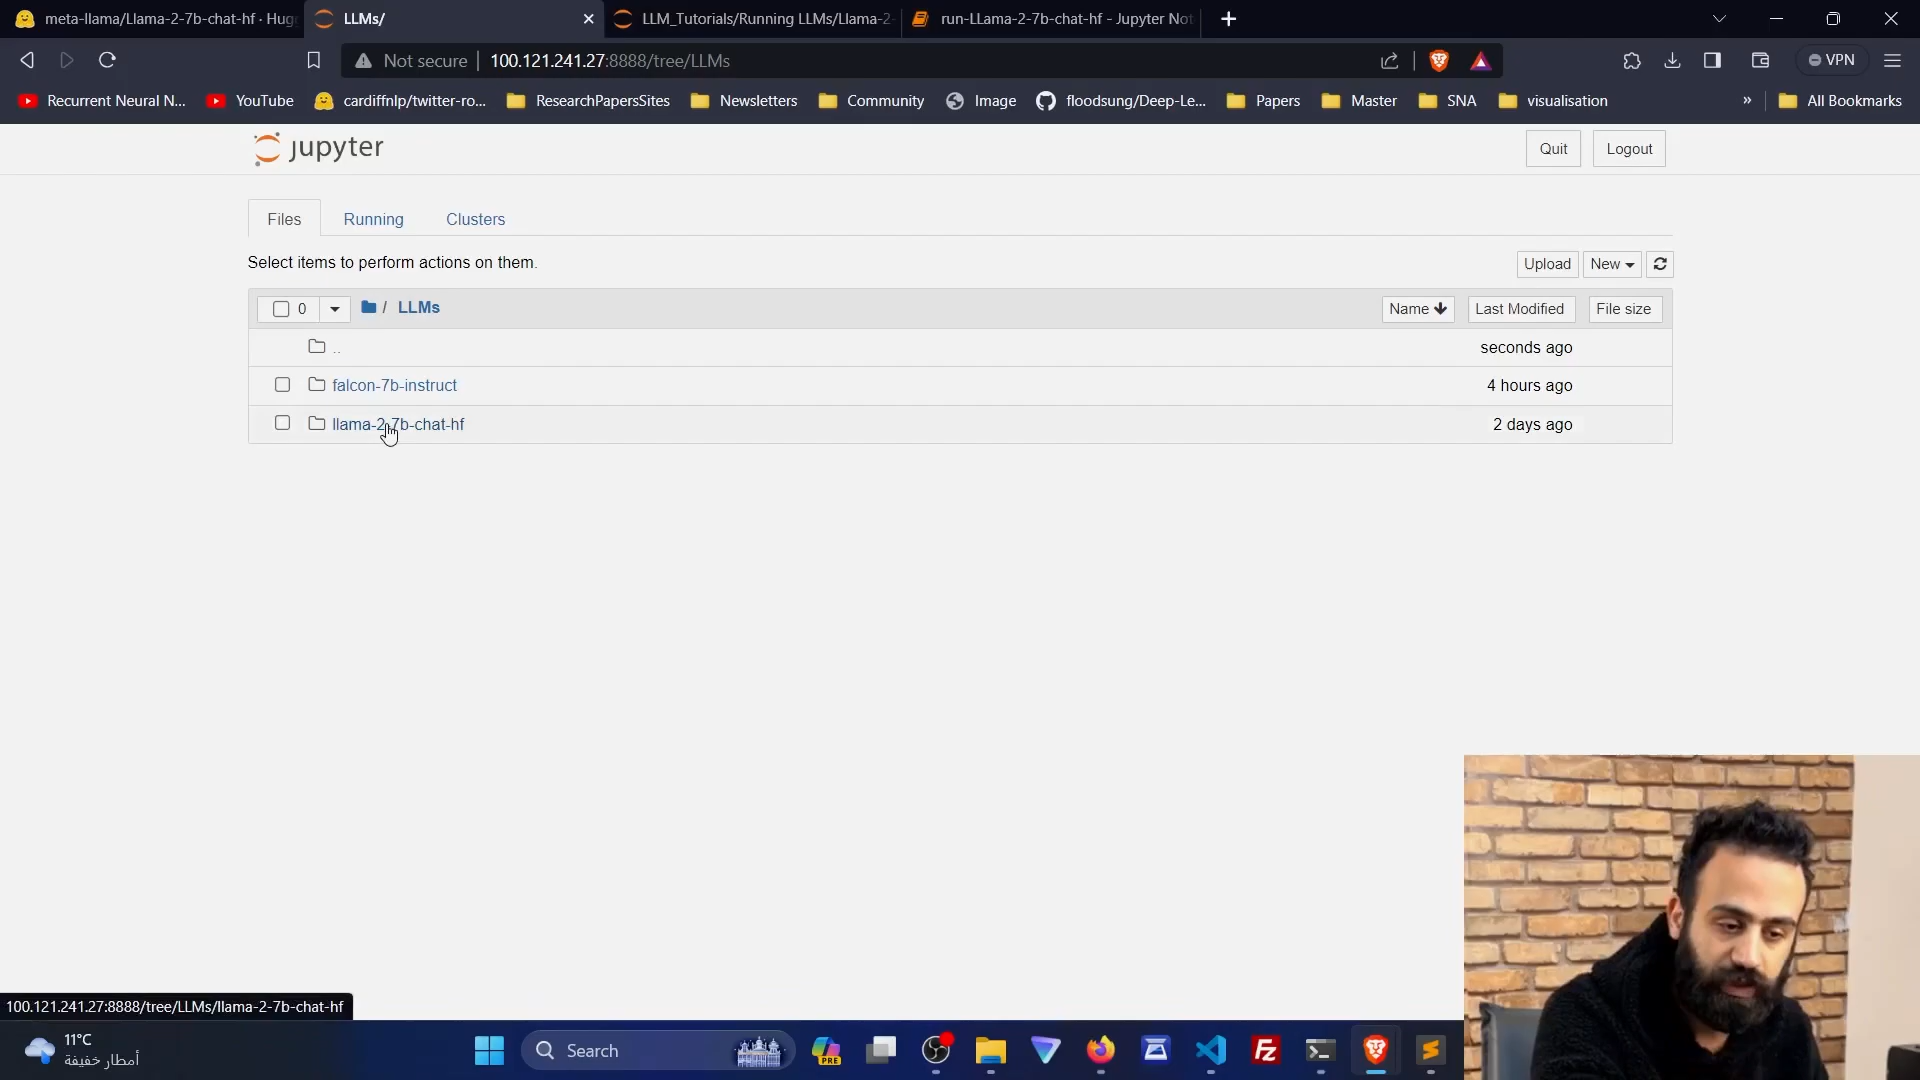 meta-llama/Llama-2-7b-chat-hf · Hug
LLMs/
LLM_Tutorials/Running LLMs/Llama-2-
run-LLama-2-7b-chat-hf - Jupyter Not
Not secure
100.121.241.27:8888/tree/LLMs
VPN
Recurrent Neural N...
YouTube
cardiffnlp/twitter-ro...
ResearchPapersSites
Newsletters
Community
Image
floodsung/Deep-Le...
Papers
Master
SNA
visualisation
»
All Bookmarks
jupyter
Quit
Logout
Files
Running
Clusters
Select items to perform actions on them.
Upload
New
0
/
LLMs
Name
Last Modified
File size
..
seconds ago
falcon-7b-instruct
4 hours ago
llama-2-7b-chat-hf
2 days ago
100.121.241.27:8888/tree/LLMs/llama-2-7b-chat-hf
11°C
أمطار خفيفة
Search
PRE
Fz